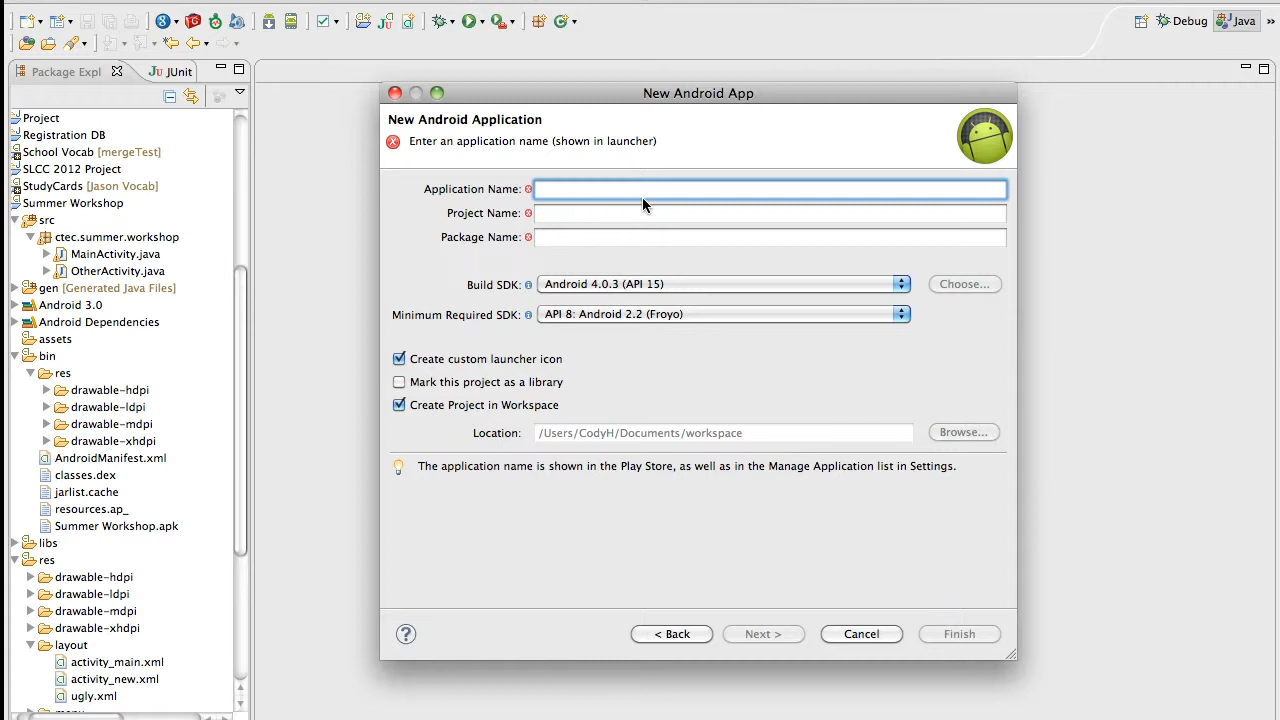 Debug
Java
»
Package Expl
JUnit
New Android App
New Android Application
Enter an application name (shown in launcher)
Application Name:
Project Name:
Package Name:
Build SDK:
Android 4.0.3 (API 15)
Choose...
Minimum Required SDK:
API 8: Android 2.2 (Froyo)
Create custom launcher icon
Mark this project as a library
Create Project in Workspace
Location:
/Users/CodyH/Documents/workspace
Browse...
The application name is shown in the Play Store, as well as in the Manage Application list in Settings.
< Back
Next >
Cancel
Finish
Project
Registration DB
School Vocab [mergeTest]
SLCC 2012 Project
StudyCards [Jason Vocab]
Summer Workshop
src
ctec.summer.workshop
MainActivity.java
OtherActivity.java
gen [Generated Java Files]
Android 3.0
Android Dependencies
assets
bin
res
drawable-hdpi
drawable-ldpi
drawable-mdpi
drawable-xhdpi
AndroidManifest.xml
classes.dex
jarlist.cache
resources.ap_
Summer Workshop.apk
libs
res
drawable-hdpi
drawable-ldpi
drawable-mdpi
drawable-xhdpi
layout
activity_main.xml
activity_new.xml
ugly.xml